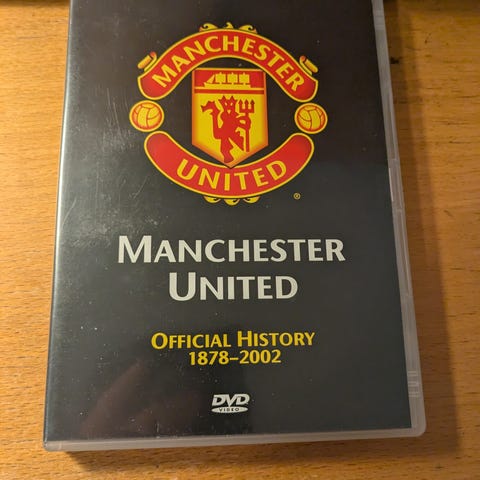 MANCHESTER
UNITED
®
MANCHESTER
UNITED
OFFICIAL HISTORY
1878–2002
DVD
VIDEO